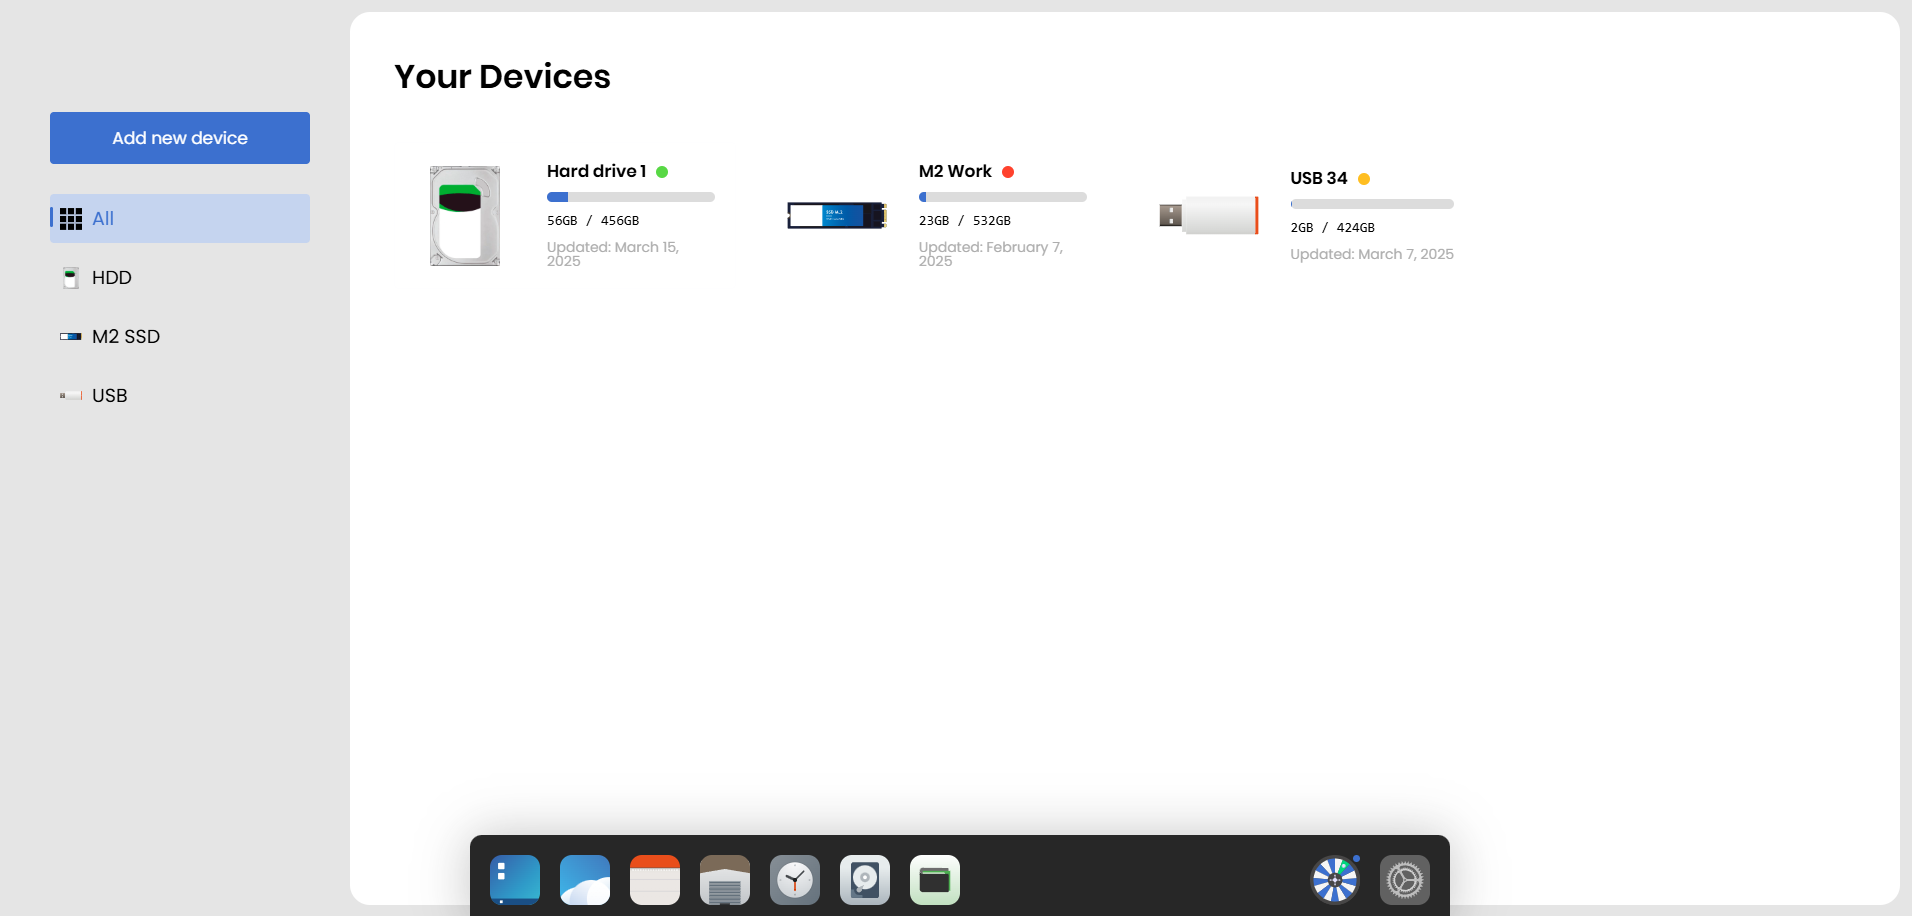 Your Devices
Add new device
All
HDD
M2 SSD
USB
Hard drive 1
56GB / 456GB
Updated: March 15,
2025
M2 Work
23GB / 532GB
Updated: February 7,
2025
USB 34
2GB / 424GB
Updated: March 7, 2025